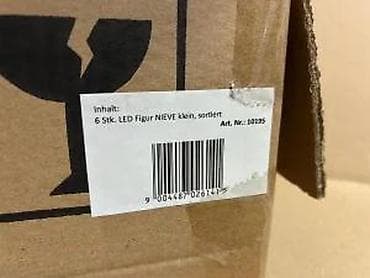 Inhalt:
6 Stk. LED Figur NIEVE klein, sortiert
Art. Nr.: 10195
9 004487 026141